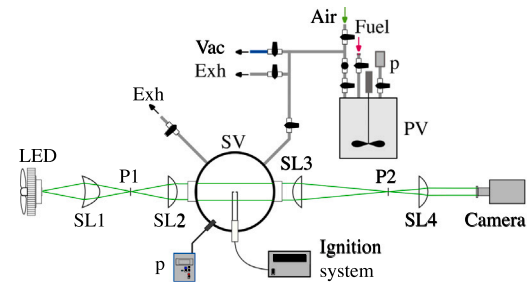 Air
Fuel
Vac
Exh
p
Exh
PV
SV
LED
P1
SL3
P2
SL1
SL2
SL4
Camera
p
Ignition
system